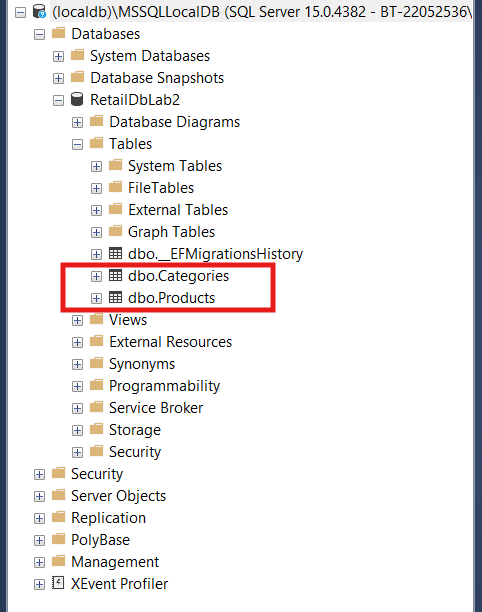 (localdb)\MSSQLLocalDB (SQL Server 15.0.4382 - BT-22052536\
Databases
System Databases
Database Snapshots
RetailDbLab2
Database Diagrams
Tables
System Tables
FileTables
External Tables
Graph Tables
dbo.__EFMigrationsHistory
dbo.Categories
dbo.Products
Views
External Resources
Synonyms
Programmability
Service Broker
Storage
Security
Security
Server Objects
Replication
PolyBase
Management
XEvent Profiler